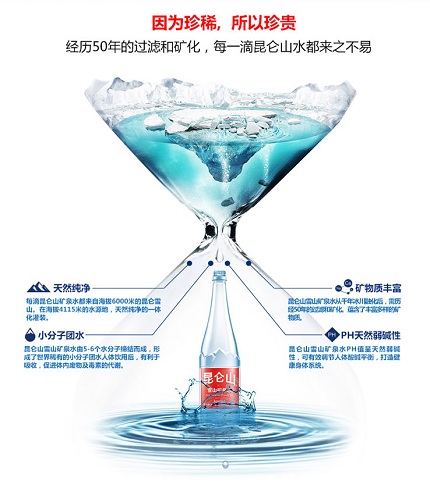 因为珍稀，所以珍贵
经历50年的过滤和矿化，每一滴昆仑山水都来之不易
天然纯净
每滴昆仑山矿泉水都来自海拔6000米的昆仑雪
山，在海拔4115米的水源地，天然纯净的一体
化灌装。
矿物质丰富
昆仑山雪山矿泉水从千年冰川融化后，需历
经50年的过滤和矿化，蕴含了丰富多样的矿
物质。
小分子团水
昆仑山雪山矿泉水由5-6个水分子缔结而成，形
成了世界稀有的小分子团水人体饮用后，有利于
吸收，促进体内废物及毒素的代谢。
PH天然弱碱性
昆仑山雪山矿泉水PH值呈天然弱碱
性，可有效调节人体酸碱平衡，打造健
康身体系统。
昆仑山